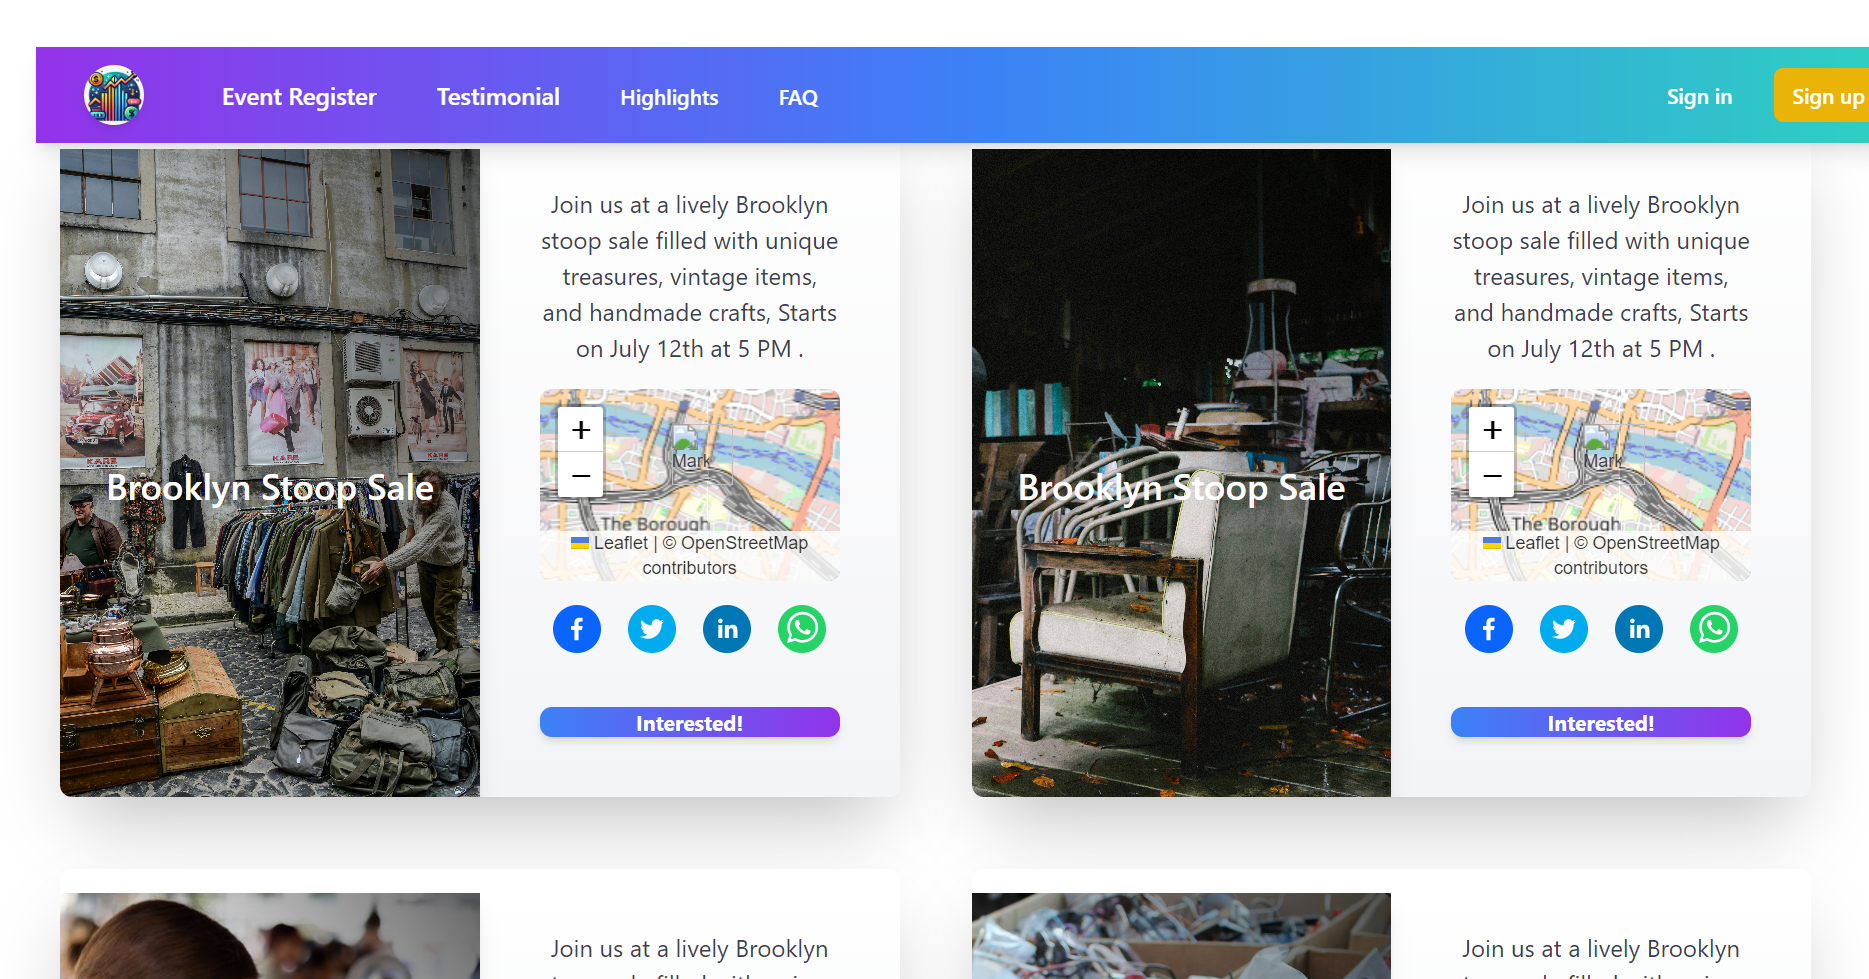 Event Register
Testimonial
Highlights
FAQ
Sign in
Sign up
Join us at a lively Brooklyn
stoop sale filled with unique
treasures, vintage items,
and handmade crafts, Starts
on July 12th at 5 PM .
KARE
KARE
KARE
Brooklyn Stoop Sale
+
−
Mark
The Borough
Leaflet | © OpenStreetMap
contributors
Interested!
Join us at a lively Brooklyn
stoop sale filled with unique
treasures, vintage items,
and handmade crafts, Starts
on July 12th at 5 PM .
Brooklyn Stoop Sale
+
−
Mark
The Borough
Leaflet | © OpenStreetMap
contributors
Interested!
Join us at a lively Brooklyn
Join us at a lively Brooklyn